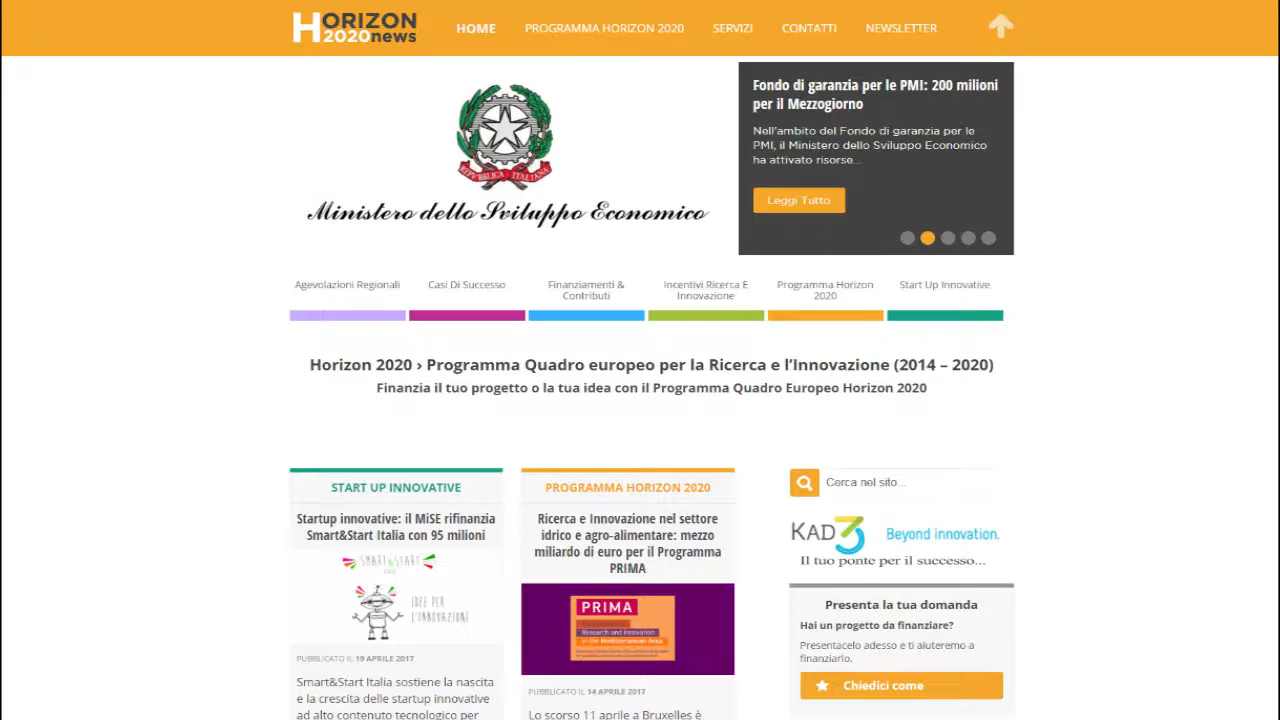 HORIZON
2020news
HOME
PROGRAMMA HORIZON 2020
SERVIZI
CONTATTI
NEWSLETTER
REPVBBLICA ITALIANA
Ministero dello Sviluppo Economico
Fondo di garanzia per le PMI: 200 milioni
per il Mezzogiorno
Nell'ambito del Fondo di garanzia per le
PMI, il Ministero dello Sviluppo Economico
ha attivato risorse...
Leggi Tutto
Agevolazioni Regionali
Casi Di Successo
Finanziamenti &
Contributi
Incentivi Ricerca E
Innovazione
Programma Horizon
2020
Start Up Innovative
Horizon 2020 › Programma Quadro europeo per la Ricerca e l'Innovazione (2014 – 2020)
Finanzia il tuo progetto o la tua idea con il Programma Quadro Europeo Horizon 2020
START UP INNOVATIVE
Startup innovative: il MiSE rifinanzia
Smart&Start Italia con 95 milioni
SMART&START
IDEE PER
L'INNOVAZIONE
PUBBLICATO IL 19 APRILE 2017
Smart&Start Italia sostiene la nascita
e la crescita delle startup innovative
ad alto contenuto tecnologico per
PROGRAMMA HORIZON 2020
Ricerca e Innovazione nel settore
idrico e agro-alimentare: mezzo
miliardo di euro per il Programma
PRIMA
PRIMA
Research and Innovation
in the Mediterranean Area
PUBBLICATO IL 14 APRILE 2017
Lo scorso 11 aprile a Bruxelles è
Cerca nel sito...
KAD3
Beyond innovation.
Il tuo ponte per il successo...
Presenta la tua domanda
Hai un progetto da finanziare?
Presentacelo adesso e ti aiuteremo a
finanziarlo.
Chiedici come